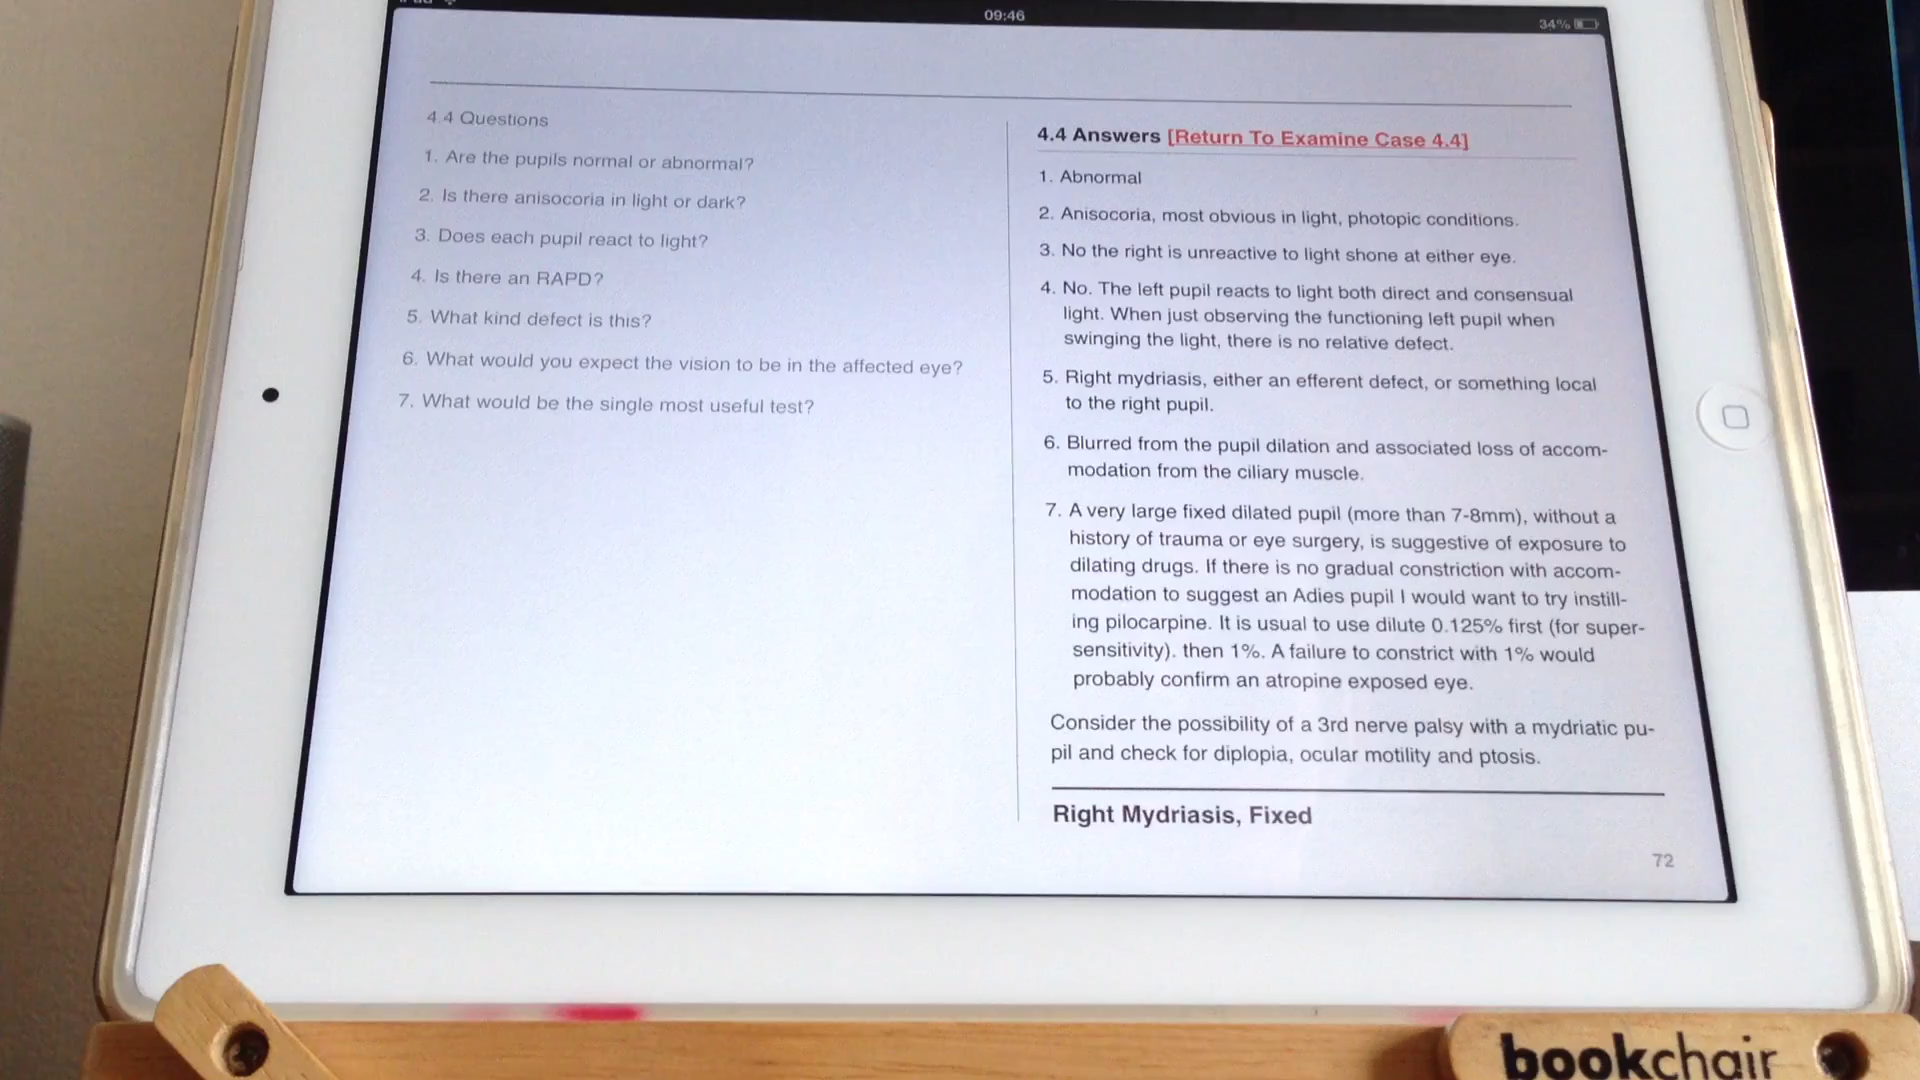 09:46
34%
4.4 Questions
1. Are the pupils normal or abnormal?
2. Is there anisocoria in light or dark?
3. Does each pupil react to light?
4. Is there an RAPD?
5. What kind defect is this?
6. What would you expect the vision to be in the affected eye?
7. What would be the single most useful test?
4.4 Answers [Return To Examine Case 4.4]
1. Abnormal
2. Anisocoria, most obvious in light, photopic conditions.
3. No the right is unreactive to light shone at either eye.
4. No. The left pupil reacts to light both direct and consensual
light. When just observing the functioning left pupil when
swinging the light, there is no relative defect.
5. Right mydriasis, either an efferent defect, or something local
to the right pupil.
6. Blurred from the pupil dilation and associated loss of accom-
modation from the ciliary muscle.
7. A very large fixed dilated pupil (more than 7-8mm), without a
history of trauma or eye surgery, is suggestive of exposure to
dilating drugs. If there is no gradual constriction with accom-
modation to suggest an Adies pupil I would want to try instill-
ing pilocarpine. It is usual to use dilute 0.125% first (for super-
sensitivity). then 1%. A failure to constrict with 1% would
probably confirm an atropine exposed eye.
Consider the possibility of a 3rd nerve palsy with a mydriatic pu-
pil and check for diplopia, ocular motility and ptosis.
Right Mydriasis, Fixed
72
bookchair